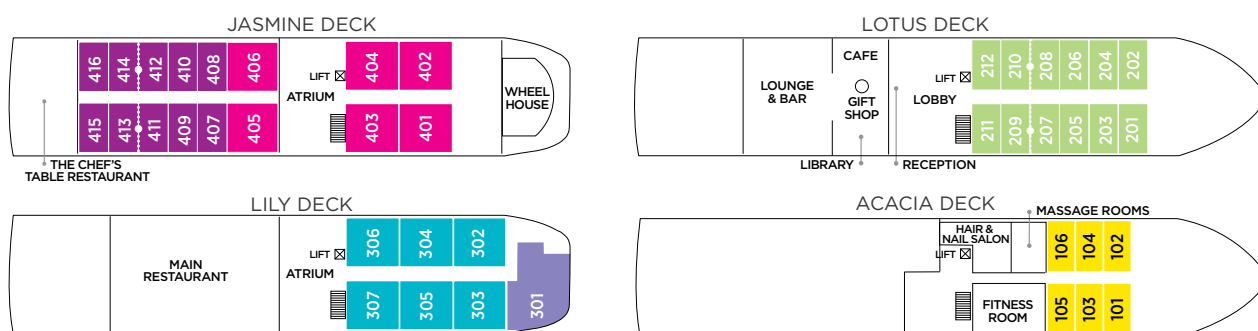 JASMINE DECK
416
414
412
410
408
406
404
402
LIFT
ATRIUM
WHEEL
HOUSE
415
413
411
409
407
405
403
401
THE CHEF'S
TABLE RESTAURANT
LOTUS DECK
LOUNGE
& BAR
CAFE
GIFT
SHOP
LIFT
LOBBY
212
210
208
206
204
202
211
209
207
205
203
201
LIBRARY
RECEPTION
LILY DECK
MAIN
RESTAURANT
LIFT
ATRIUM
306
304
302
307
305
303
301
ACACIA DECK
MASSAGE ROOMS
HAIR &
NAIL SALON
LIFT
106
104
102
FITNESS
ROOM
105
103
101